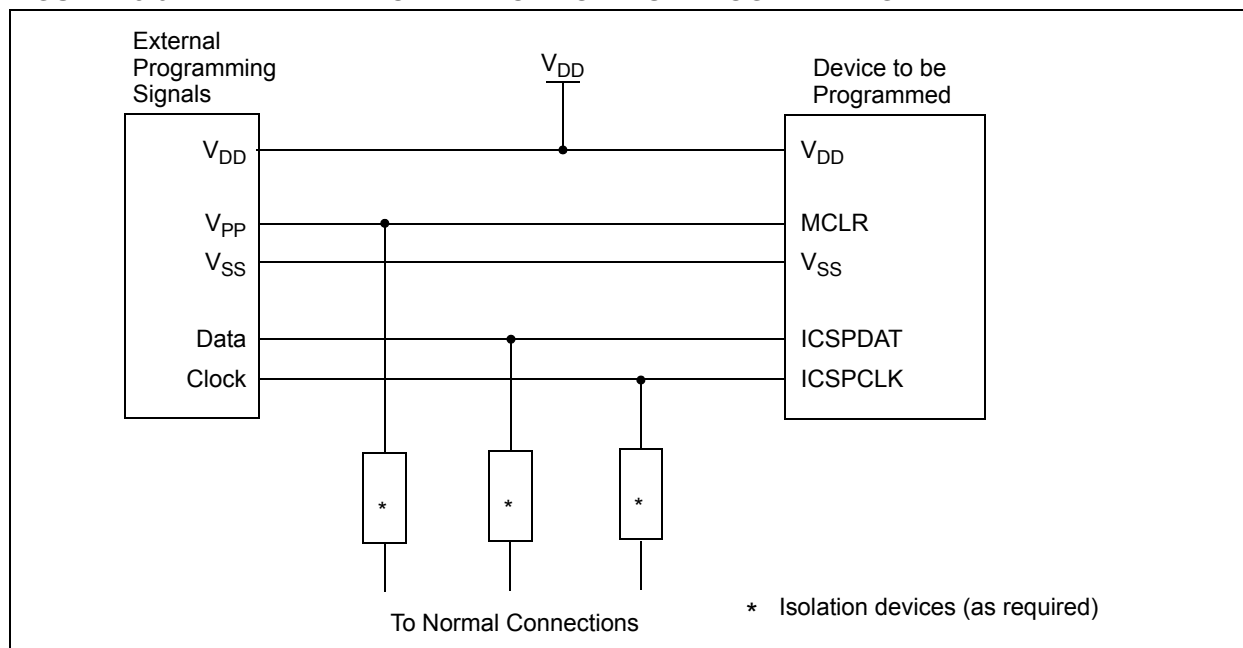 External
Programming
Signals
VDD
Device to be
Programmed
VDD
VDD
VPP
MCLR
VSS
VSS
Data
ICSPDAT
Clock
ICSPCLK
*
*
*
To Normal Connections
* Isolation devices (as required)